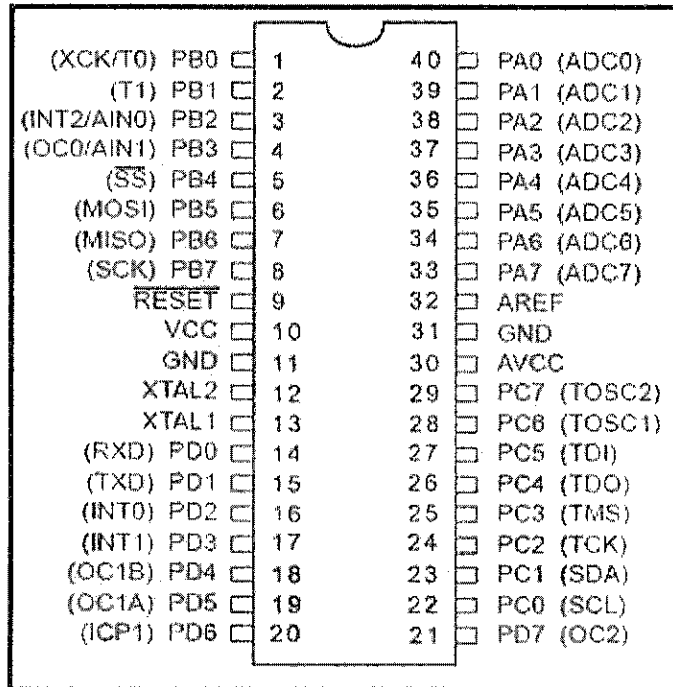 (XCK/T0) PB0 1 40 PA0 (ADC0)
(T1) PB1 2 39 PA1 (ADC1)
(INT2/AIN0) PB2 3 38 PA2 (ADC2)
(OC0/AIN1) PB3 4 37 PA3 (ADC3)
(SS) PB4 5 36 PA4 (ADC4)
(MOSI) PB5 6 35 PA5 (ADC5)
(MISO) PB6 7 34 PA6 (ADC6)
(SCK) PB7 8 33 PA7 (ADC7)
RESET 9 32 AREF
VCC 10 31 GND
GND 11 30 AVCC
XTAL2 12 29 PC7 (TOSC2)
XTAL1 13 28 PC6 (TOSC1)
(RXD) PD0 14 27 PC5 (TDI)
(TXD) PD1 15 26 PC4 (TDO)
(INT0) PD2 16 25 PC3 (TMS)
(INT1) PD3 17 24 PC2 (TCK)
(OC1B) PD4 18 23 PC1 (SDA)
(OC1A) PD5 19 22 PC0 (SCL)
(ICP1) PD6 20 21 PD7 (OC2)